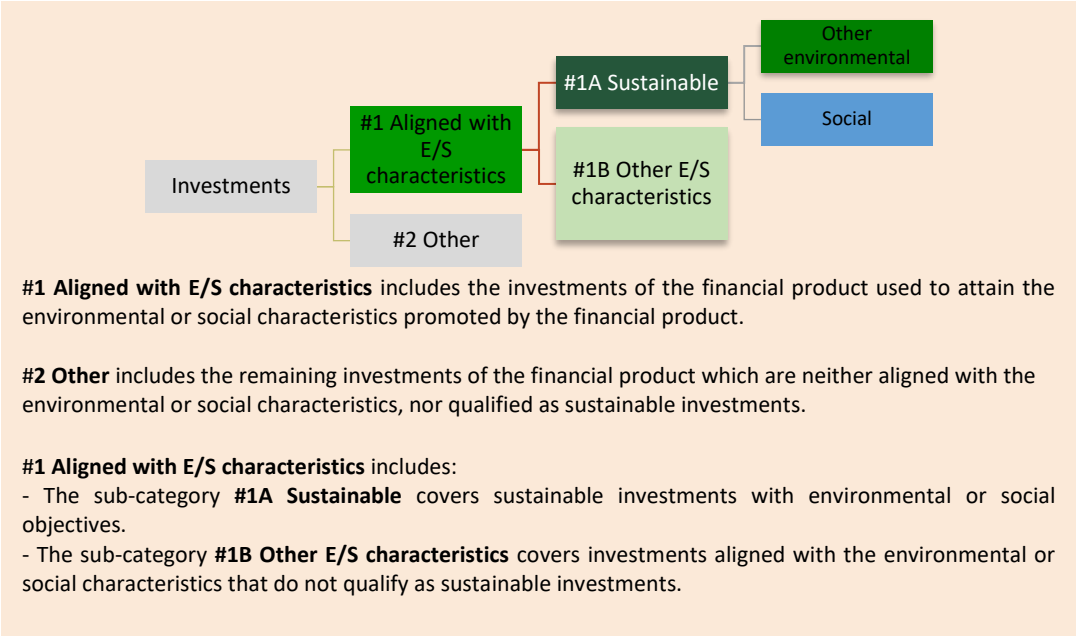 Other
environmental
#1A Sustainable
Social
#1 Aligned with
E/S
characteristics
#1B Other E/S
characteristics
Investments
#2 Other
#1 Aligned with E/S characteristics includes the investments of the financial product used to attain the
environmental or social characteristics promoted by the financial product.
#2 Other includes the remaining investments of the financial product which are neither aligned with the
environmental or social characteristics, nor qualified as sustainable investments.
#1 Aligned with E/S characteristics includes:
- The sub-category #1A Sustainable covers sustainable investments with environmental or social
objectives.
- The sub-category #1B Other E/S characteristics covers investments aligned with the environmental or
social characteristics that do not qualify as sustainable investments.